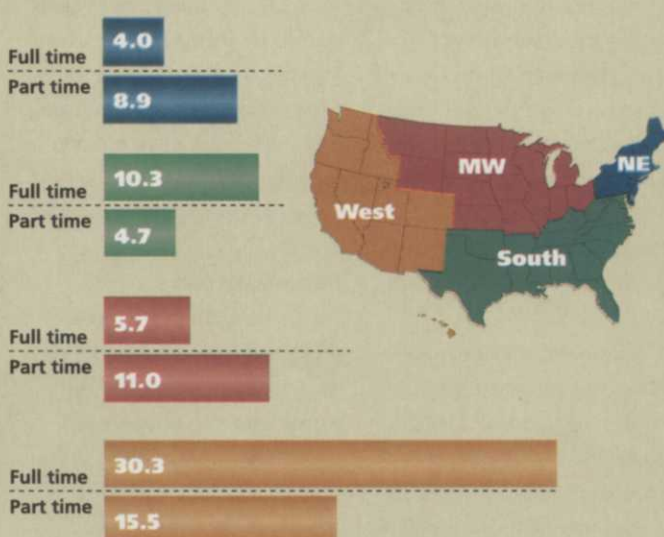 4.0
Full time
Part time
8.9
10.3
Full time
Part time
4.7
5.7
Full time
Part time
11.0
30.3
Full time
Part time
15.5
MW
NE
West
South